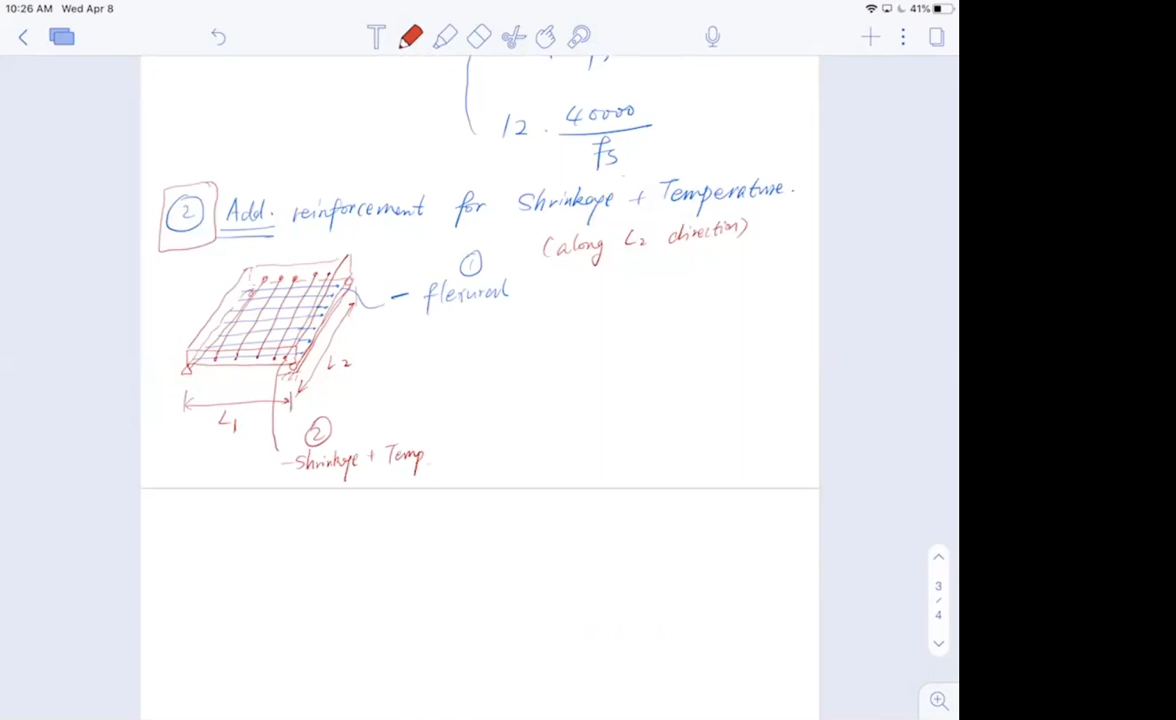 10:26 AM Wed Apr 8
41%
T
12 · 40000 / fs
② Add. reinforcement for Shrinkage + Temperature.
(along L2 direction)
①
- flexural
L2
L1
②
- Shrinkage + Temp.
3
/
4